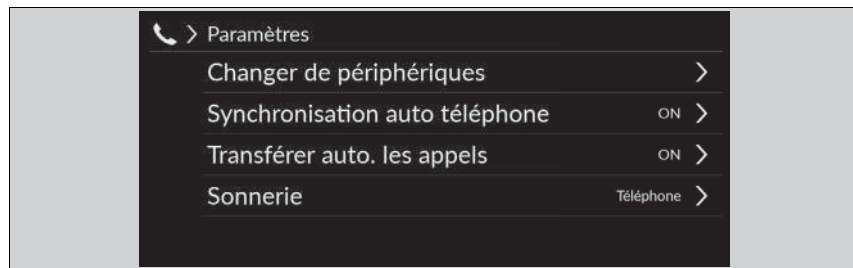 Paramètres
Changer de périphériques
Synchronisation auto téléphone ON
Transférer auto. les appels ON
Sonnerie Téléphone